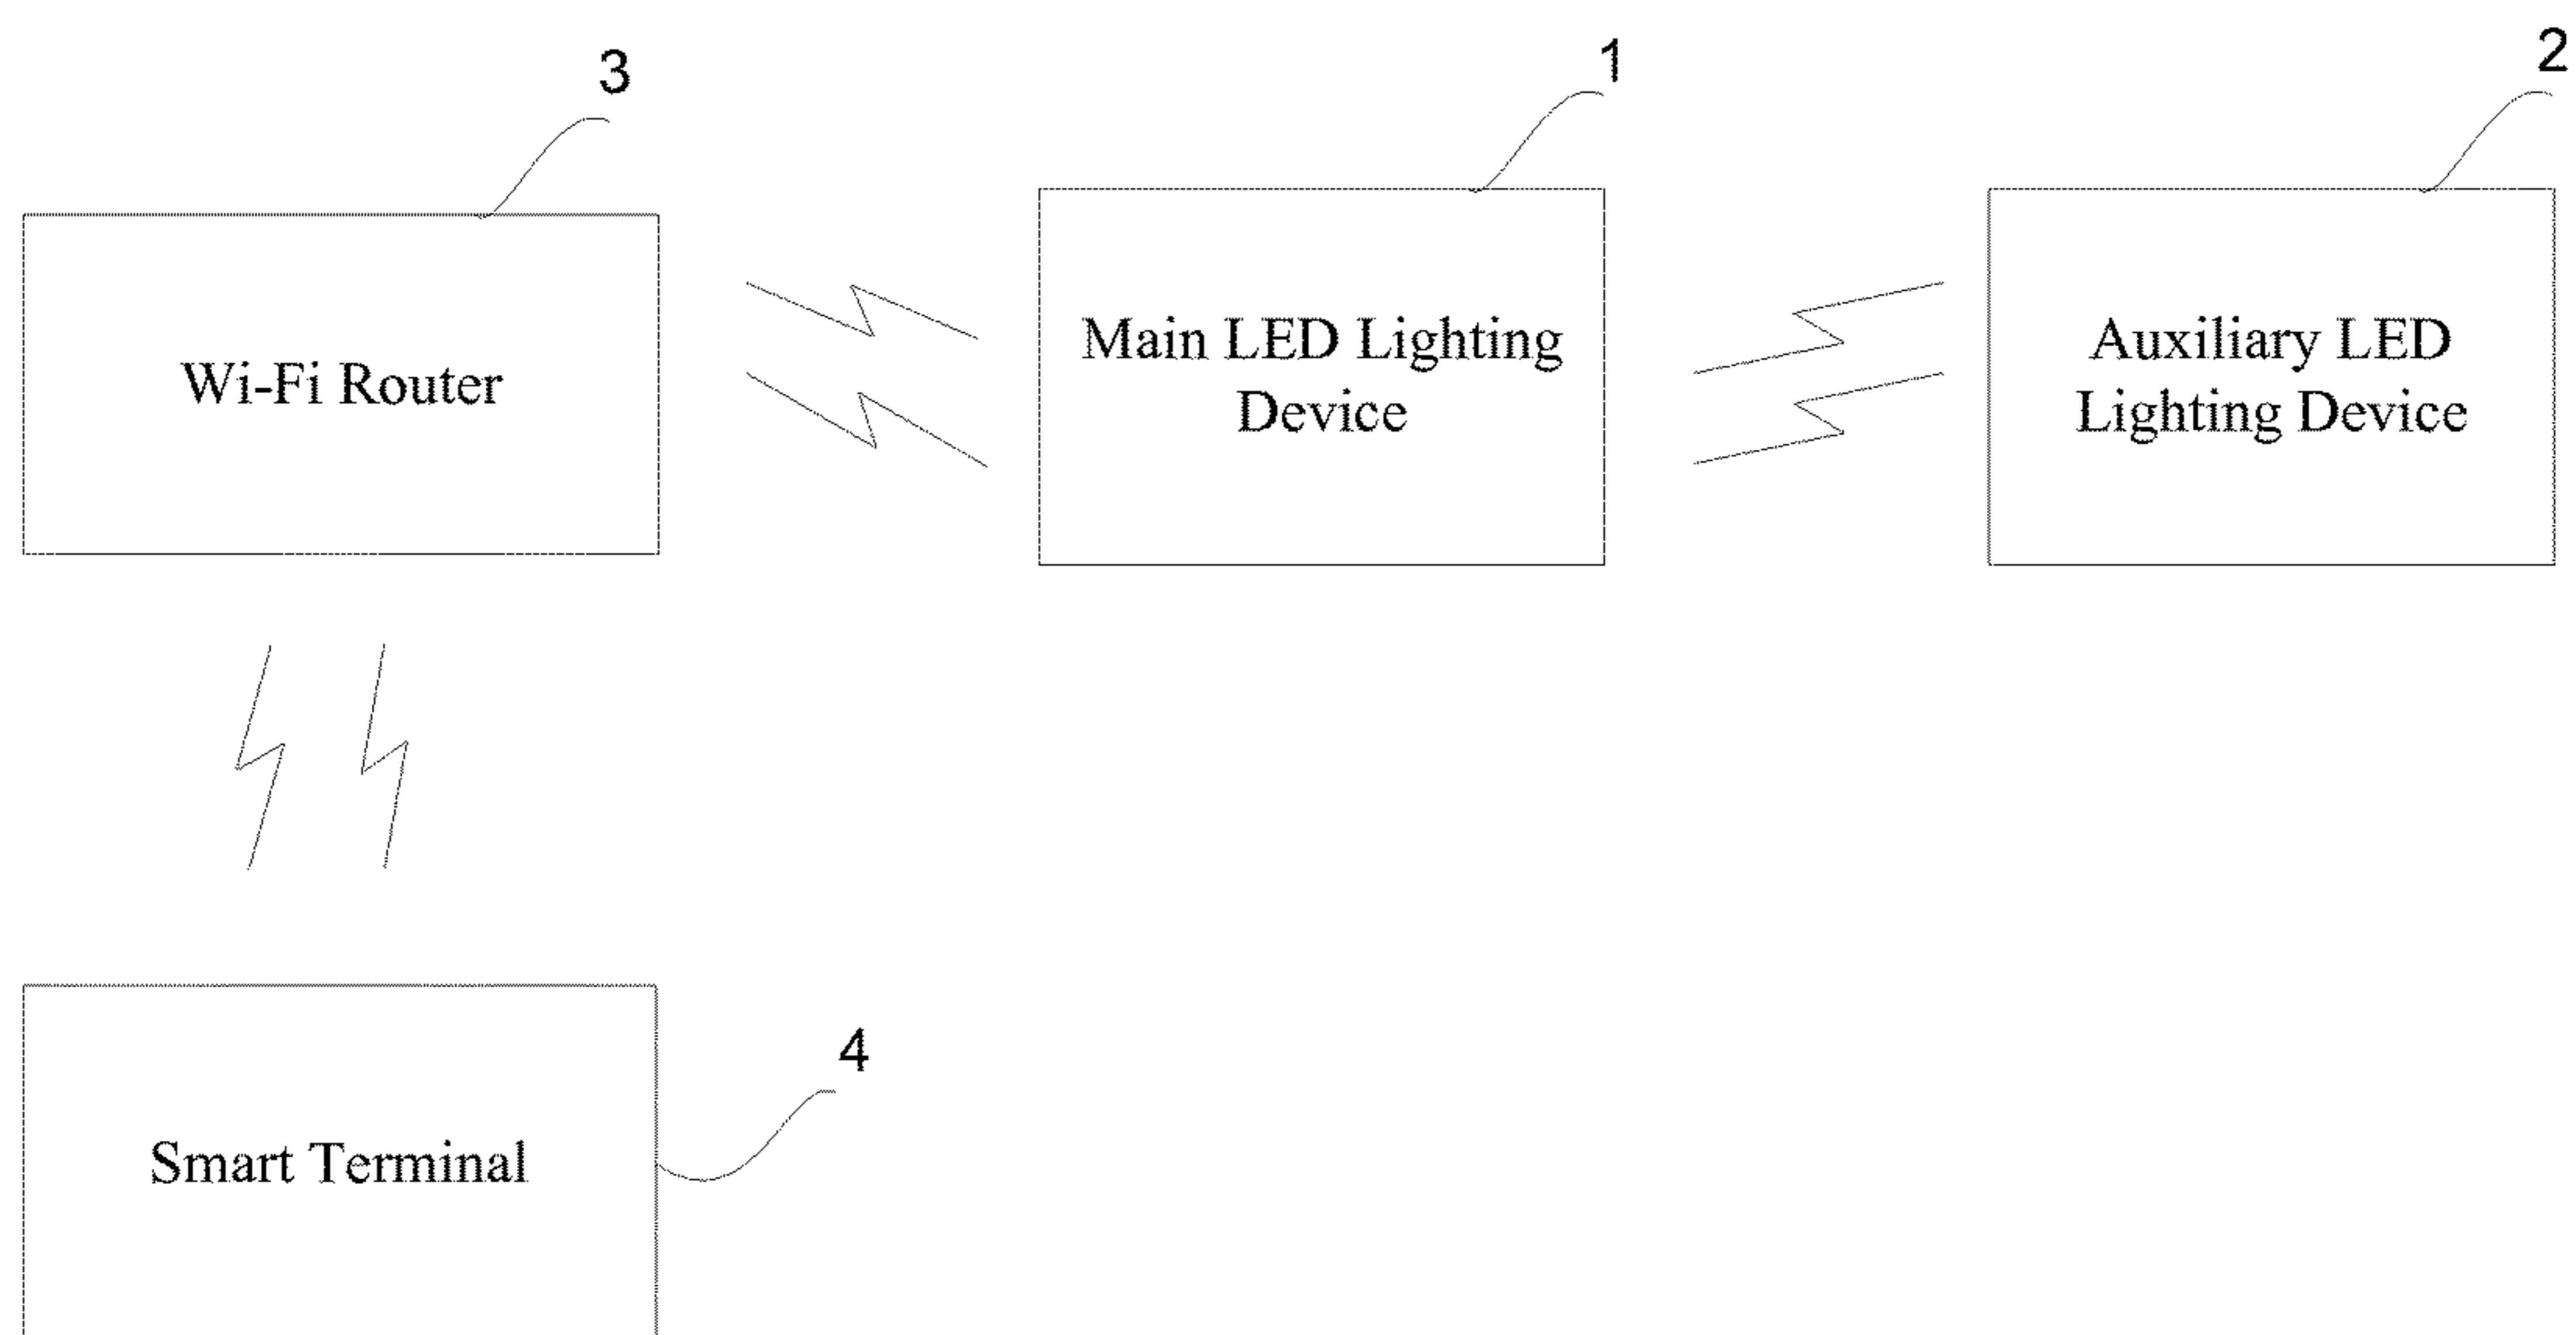 3
1
2
Wi-Fi Router
Main LED Lighting
Device
Auxiliary LED
Lighting Device
4
Smart Terminal